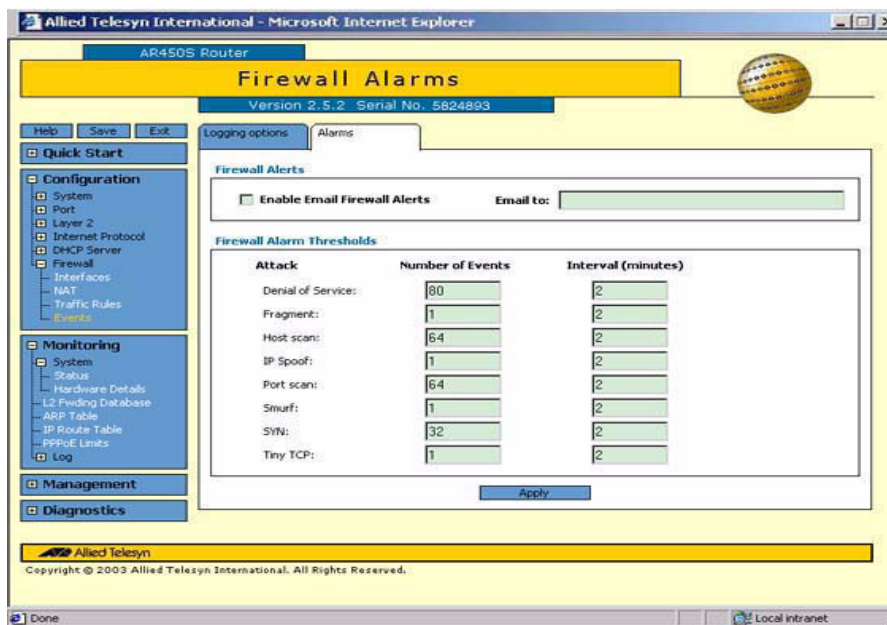 Allied Telesyn International - Microsoft Internet Explorer
AR450S Router
Firewall Alarms
Version 2.5.2 Serial No. 5824893
Help Save Exit
Quick Start
Configuration
System
Port
Layer 2
Internet Protocol
DHCP Server
Firewall
Interfaces
NAT
Traffic Rules
Events
Monitoring
System
Status
Hardware Details
L2 Fwding Database
ARP Table
IP Route Table
PPPoE Limits
Log
Management
Diagnostics
Logging options Alarms
Firewall Alerts
Enable Email Firewall Alerts Email to:
Firewall Alarm Thresholds
Attack Number of Events Interval (minutes)
Denial of Service: 80 2
Fragment: 1 2
Host scan: 64 2
IP Spoof: 1 2
Port scan: 64 2
Smurf: 1 2
SYN: 32 2
Tiny TCP: 1 2
Apply
Allied Telesyn
Copyright © 2003 Allied Telesyn International. All Rights Reserved.
Done Local intranet